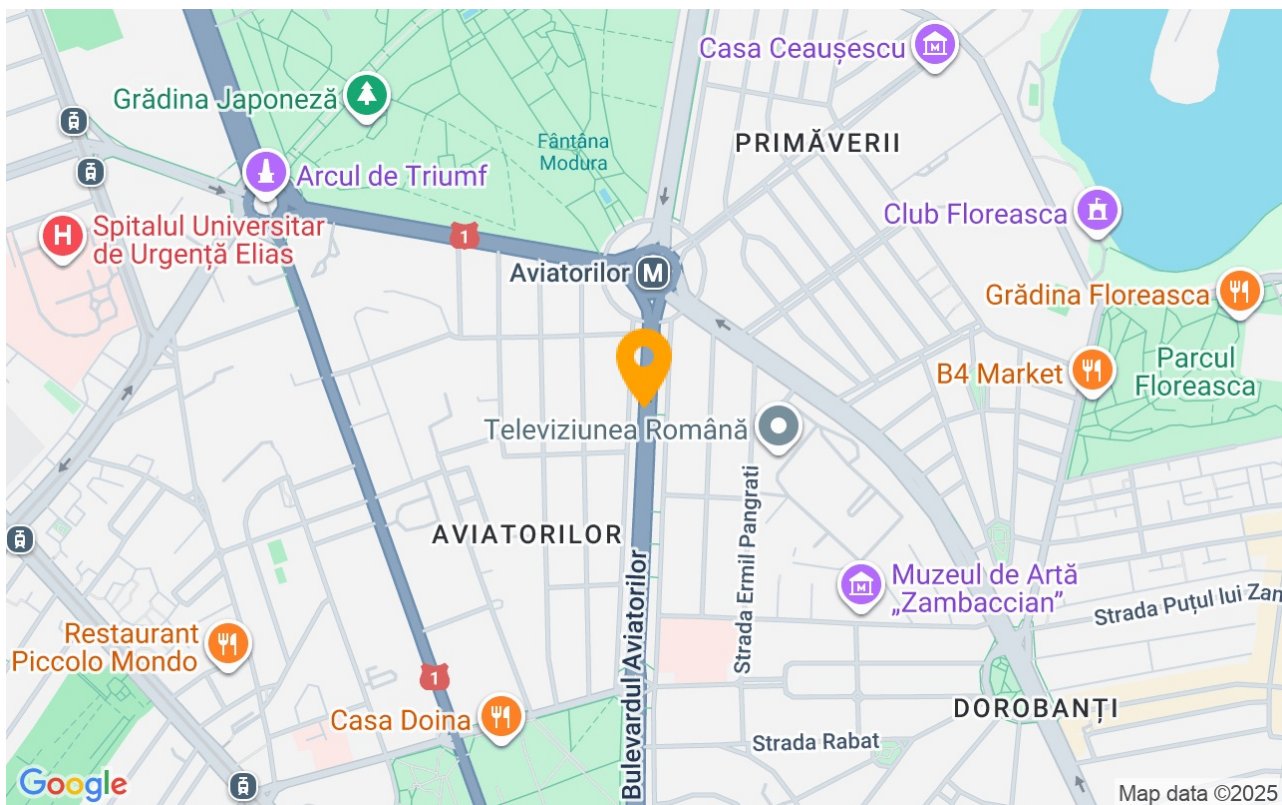 Casa Ceaușescu
Grădina Japoneză
Fântâna
Modura
PRIMĂVERII
Arcul de Triumf
Club Floreasca
H
Spitalul Universitar
de Urgență Elias
1
Aviatorilor
M
Grădina Floreasca
B4 Market
Parcul
Floreasca
Televiziunea Română
AVIATORILOR
Bulevardul Aviatorilor
Strada Ermil Pangrati
Muzeul de Artă
„Zambaccian”
Strada Puțul lui Zam
Restaurant
Piccolo Mondo
1
Casa Doina
DOROBANȚI
Strada Rabat
Google
Map data ©2025